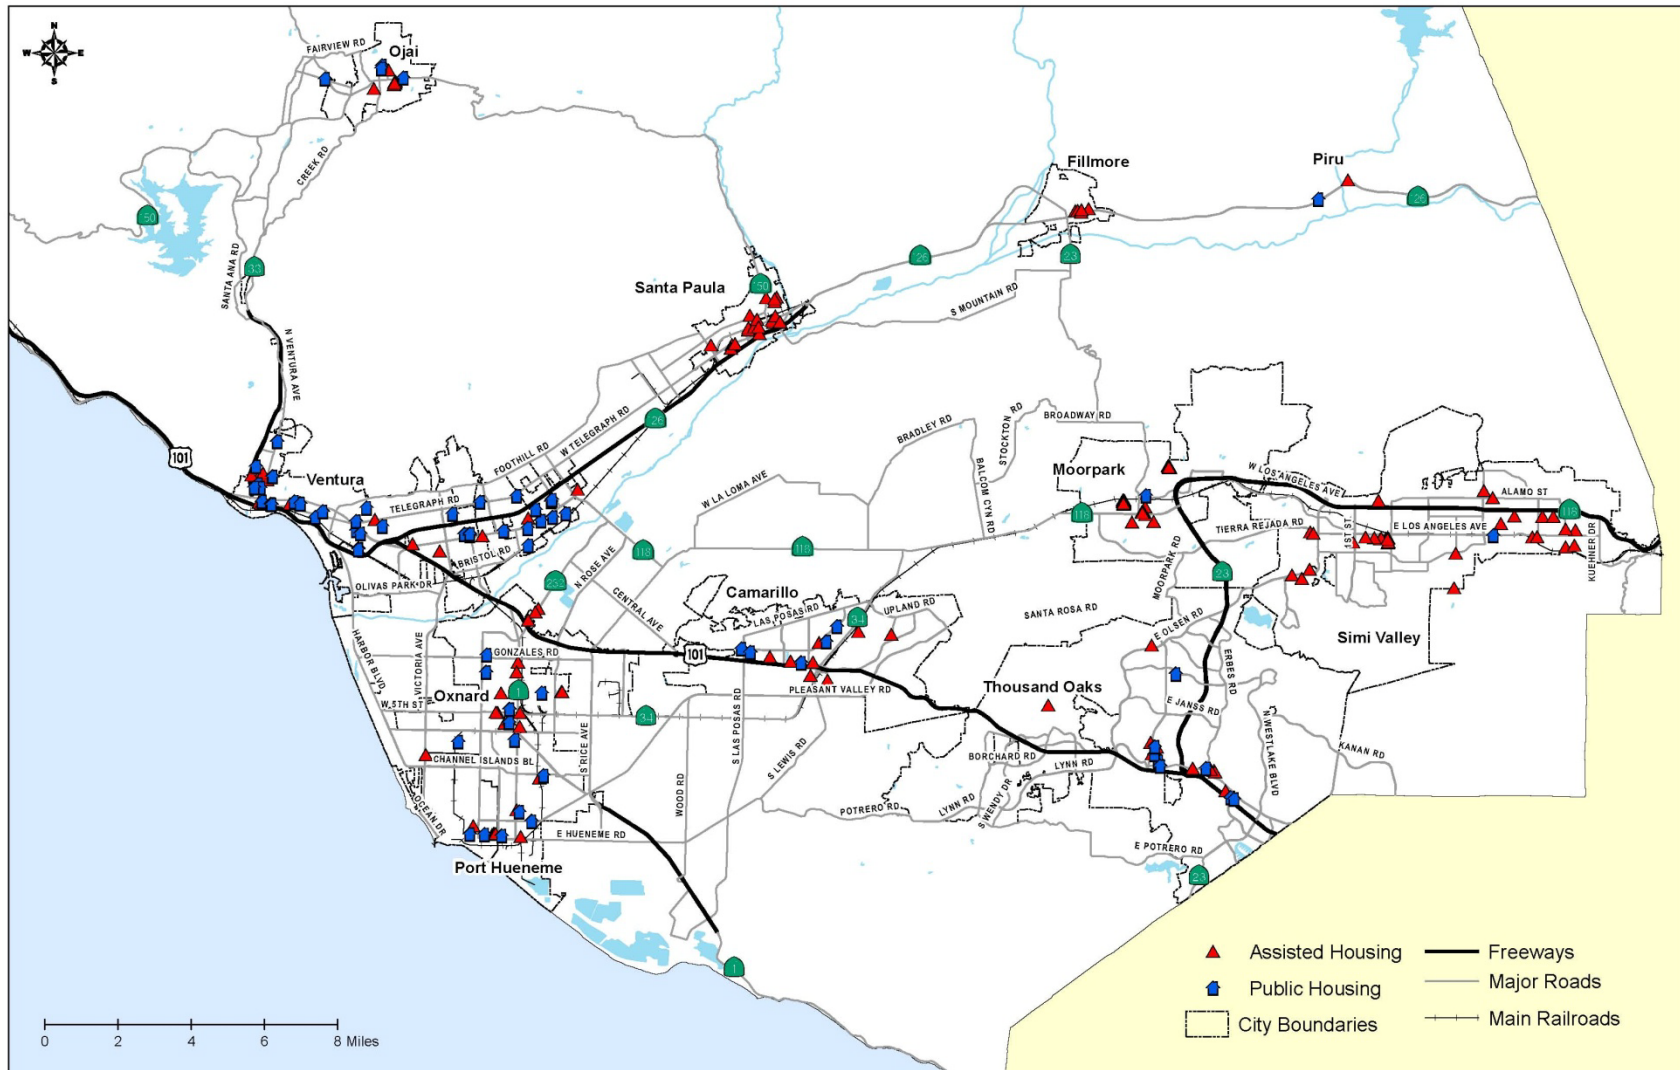 N
W E
S
FAIRVIEW RD
Ojai
CREEK RD
150
SANTA ANA RD
33
N VENTURA AVE
Fillmore
Piru
126
126
23
150
Santa Paula
S MOUNTAIN RD
126
W TELEGRAPH RD
FOOTHILL RD
101
Ventura
TELEGRAPH RD
BRISTOL RD
OLIVAS PARK DR
N ROSE AVE
232
118
118
118
118
CENTRAL AVE
W LA LOMA AVE
BRADLEY RD
BALCOM CYN RD
STOCKTON RD
BROADWAY RD
Moorpark
W LOS ANGELES AVE
ALAMO ST
TIERRA REJADA RD
1ST ST
E LOS ANGELES AVE
KUEHNER DR
MOORPARK RD
23
Simi Valley
Camarillo
LAS POSAS RD
34
UPLAND RD
SANTA ROSA RD
E OLSEN RD
ERBES RD
HARBOR BLVD
VICTORIA AVE
GONZALES RD
101
Oxnard
1
W 5TH ST
34
S LAS POSAS RD
PLEASANT VALLEY RD
Thousand Oaks
E JANSS RD
N WESTLAKE BLVD
KANAN RD
CHANNEL ISLANDS BL
S RICE AVE
OCEAN DR
WOOD RD
S LEWIS RD
BORCHARD RD
LYNN RD
S WENDY DR
LYNN RD
POTRERO RD
E HUENEME RD
Port Hueneme
E POTRERO RD
23
1
Assisted Housing
Freeways
Public Housing
Major Roads
City Boundaries
Main Railroads
0 2 4 6 8 Miles